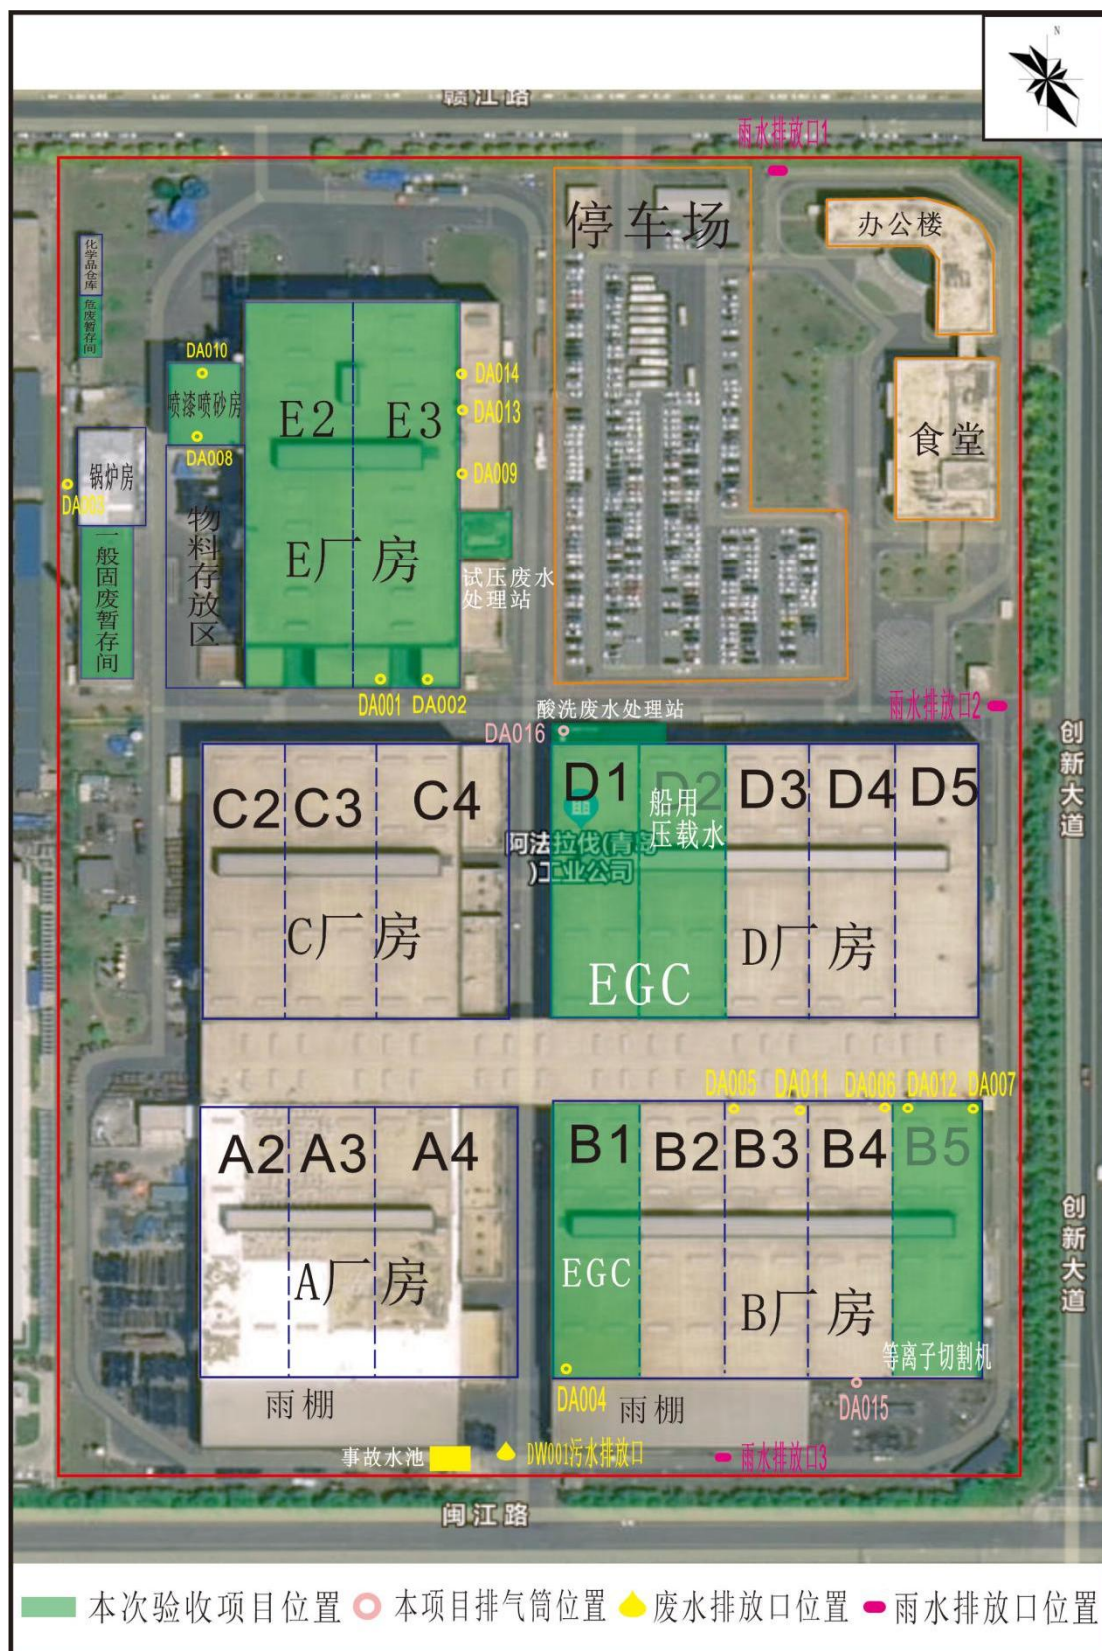 N
赣江路
雨水排放口1
停车场
办公楼
化学品仓库
危废暂存间
DA010
喷漆喷砂房
DA008
E2
E3
DA014
DA013
DA009
食堂
锅炉房
DA003
一般固废暂存间
物料存放区
E厂房
试压废水
处理站
DA001
DA002
酸洗废水处理站
DA016
雨水排放口2
创新大道
C2
C3
C4
D1
D2
D3
D4
D5
船用
压载水
阿法拉伐(青岛
)工业公司
C厂房
D厂房
EGC
DA005
DA011
DA006
DA012
DA007
A2
A3
A4
B1
B2
B3
B4
B5
创新大道
EGC
A厂房
B厂房
等离子切割机
DA004
DA015
雨棚
雨棚
事故水池
DW001污水排放口
雨水排放口3
闽江路
本次验收项目位置
本项目排气筒位置
废水排放口位置
雨水排放口位置